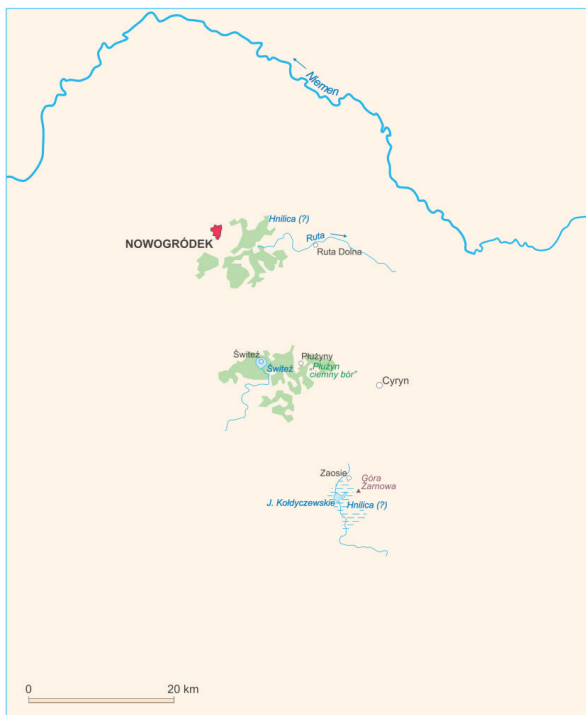 Niemen
Hnilica (?)
NOWOGRÓDEK
Ruta
Ruta Dolna
Świteź
Płużyny
Świteź
„Płużyn
ciemny bór”
Cyryn
Zaosie
Góra
Żarnowa
J. Kołdyczewskie
Hnilica (?)
0
20 km